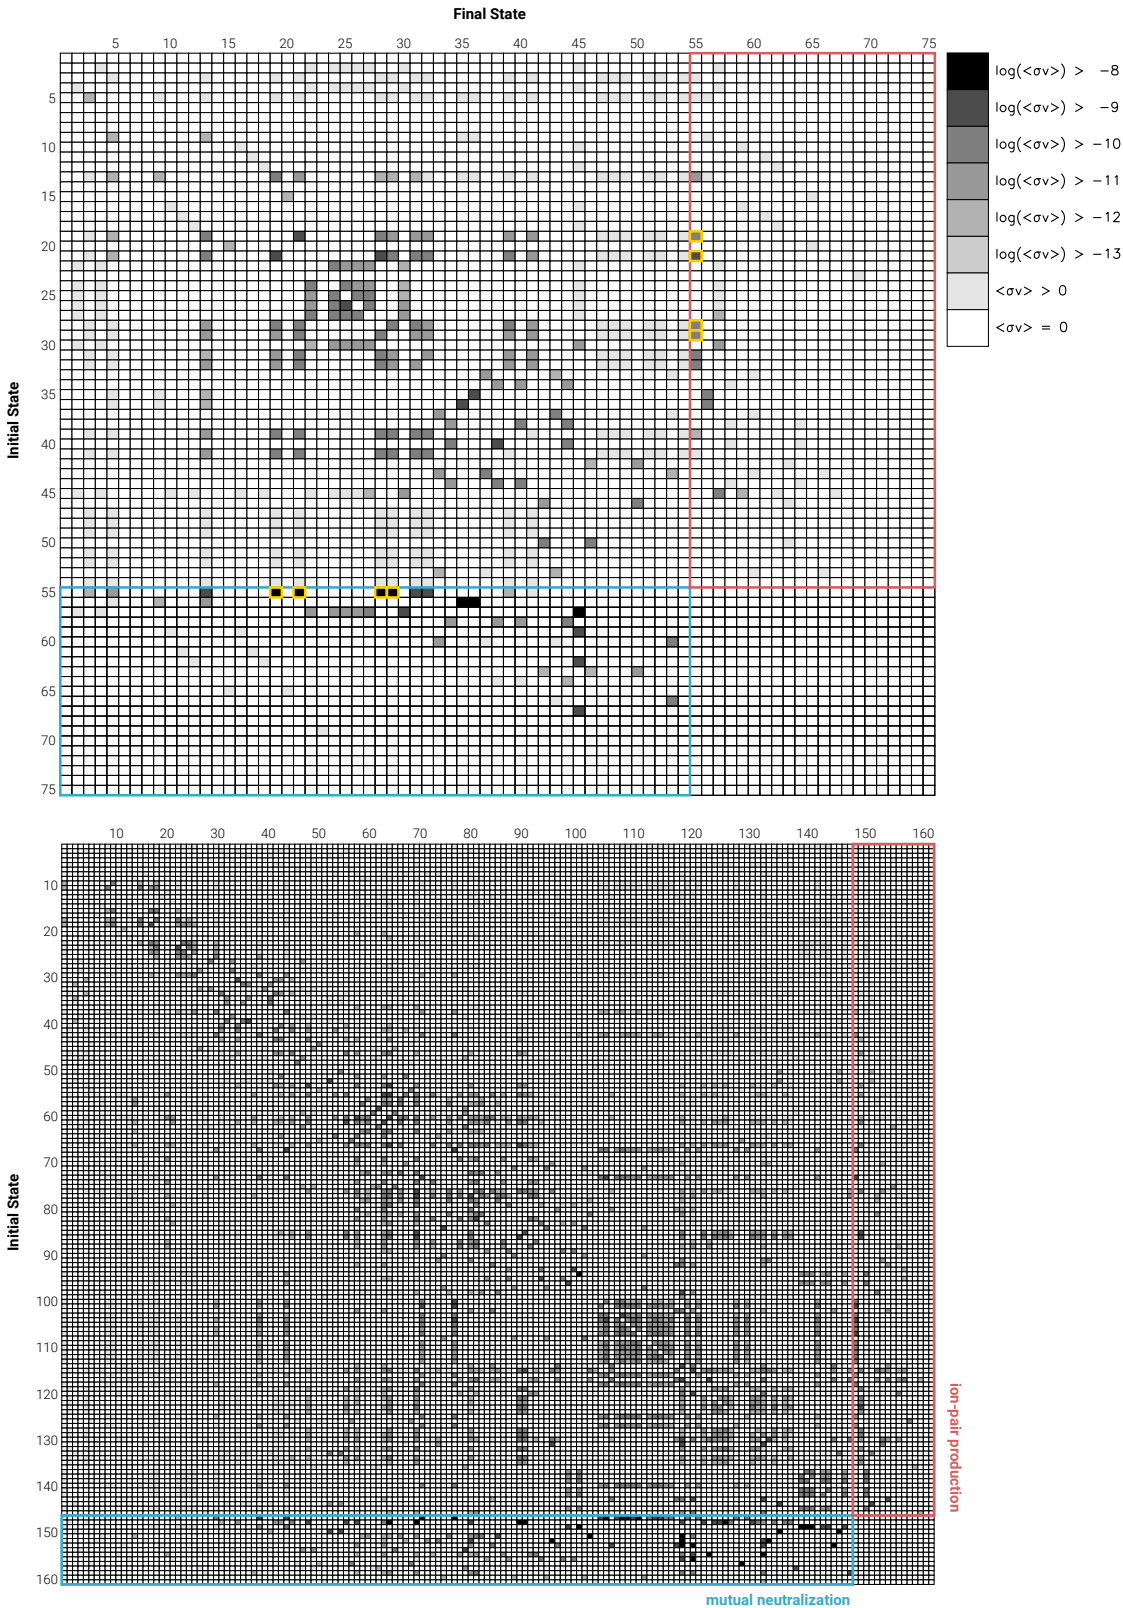 Final State
5 10 15 20 25 30 35 40 45 50 55 60 65 70 75
log(<σv>) > −8
log(<σv>) > −9
log(<σv>) > −10
log(<σv>) > −11
log(<σv>) > −12
log(<σv>) > −13
<σv> > 0
<σv> = 0
Initial State
5
10
15
20
25
30
35
40
45
50
55
60
65
70
75
10 20 30 40 50 60 70 80 90 100 110 120 130 140 150 160
Initial State
10
20
30
40
50
60
70
80
90
100
110
120
130
140
150
160
ion-pair production
mutual neutralization